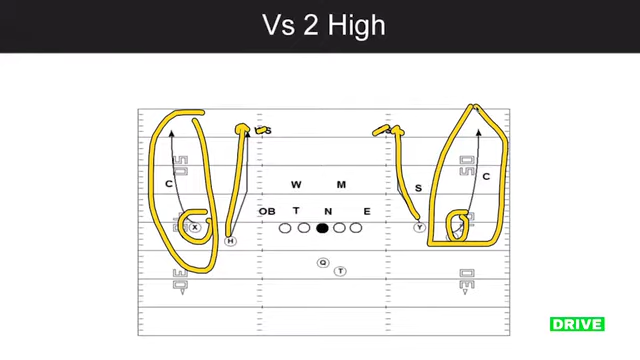 Vs 2 High
S
C
W M S C
OB T N E
X H Y
Q
T
DRIVE